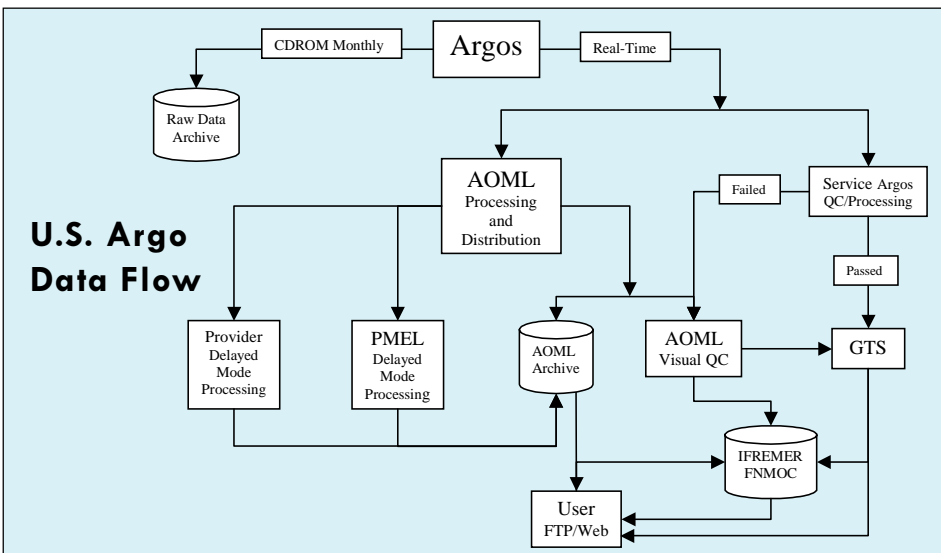 CDROM Monthly
Argos
Real-Time
Raw Data
Archive
AOML
Processing
and
Distribution
Failed
Service Argos
QC/Processing
U.S. Argo
Data Flow
Passed
Provider
Delayed
Mode
Processing
PMEL
Delayed
Mode
Processing
AOML
Archive
AOML
Visual QC
GTS
IFREMER
FNMOC
User
FTP/Web